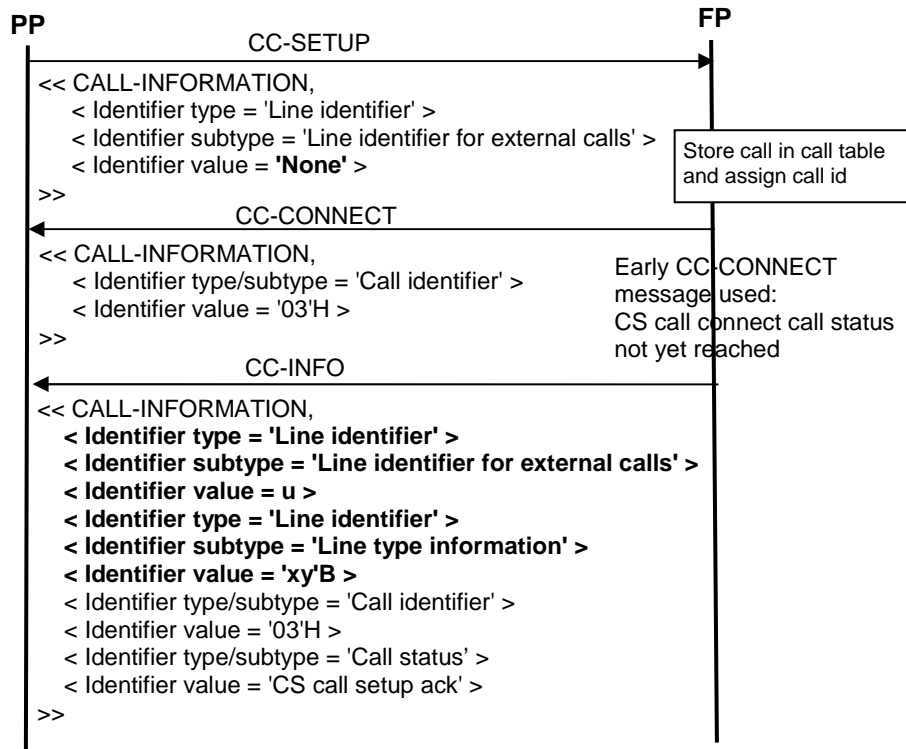 PP
FP
CC-SETUP
<< CALL-INFORMATION,
< Identifier type = 'Line identifier' >
< Identifier subtype = 'Line identifier for external calls' >
< Identifier value = 'None' >
>>
Store call in call table
and assign call id
CC-CONNECT
<< CALL-INFORMATION,
< Identifier type/subtype = 'Call identifier' >
< Identifier value = '03'H >
>>
Early CC-CONNECT
message used:
CS call connect call status
not yet reached
CC-INFO
<< CALL-INFORMATION,
< Identifier type = 'Line identifier' >
< Identifier subtype = 'Line identifier for external calls' >
< Identifier value = u >
< Identifier type = 'Line identifier' >
< Identifier subtype = 'Line type information' >
< Identifier value = 'xy'B >
< Identifier type/subtype = 'Call identifier' >
< Identifier value = '03'H >
< Identifier type/subtype = 'Call status’ >
< Identifier value = 'CS call setup ack' >
>>